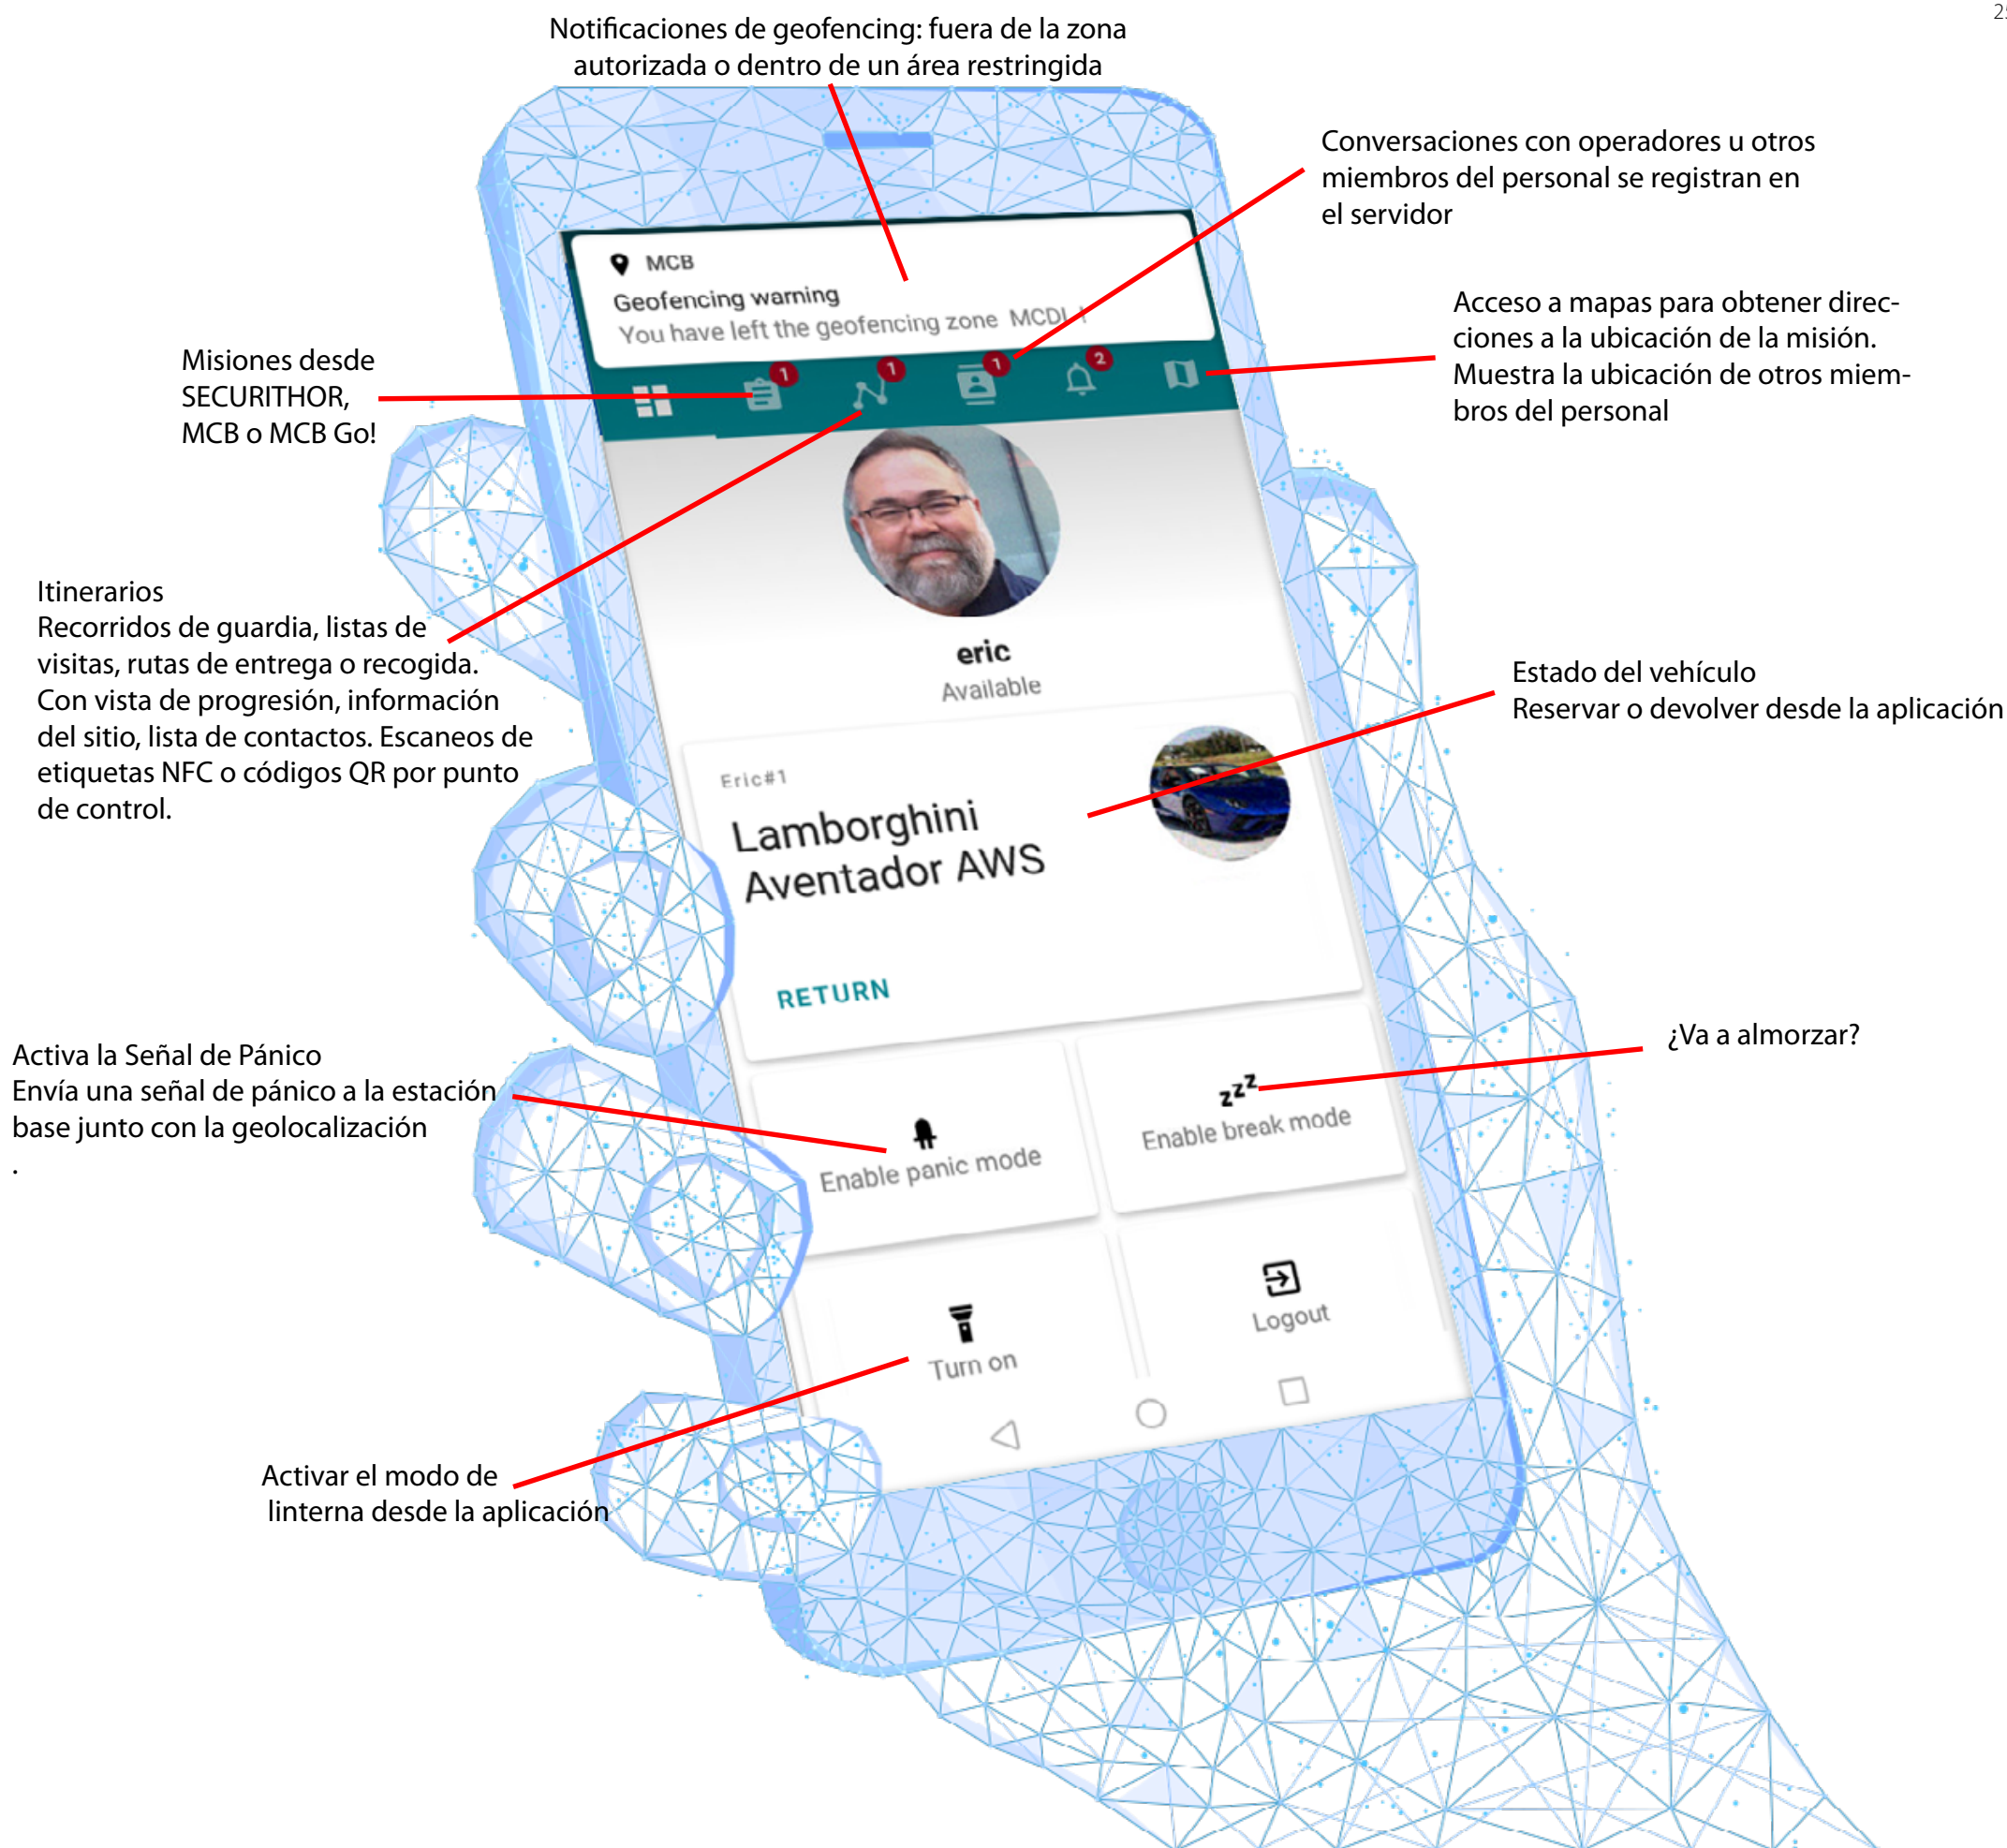 25
Notificaciones de geofencing: fuera de la zona
autorizada o dentro de un área restringida
Conversaciones con operadores u otros
miembros del personal se registran en
el servidor
Acceso a mapas para obtener direc-
ciones a la ubicación de la misión.
Muestra la ubicación de otros miem-
bros del personal
Misiones desde
SECURITHOR,
MCB o MCB Go!
Itinerarios
Recorridos de guardia, listas de
visitas, rutas de entrega o recogida.
Con vista de progresión, información
del sitio, lista de contactos. Escaneos de
etiquetas NFC o códigos QR por punto
de control.
Estado del vehículo
Reservar o devolver desde la aplicación
Activa la Señal de Pánico
Envía una señal de pánico a la estación
base junto con la geolocalización
.
¿Va a almorzar?
Activar el modo de
linterna desde la aplicación
MCB
Geofencing warning
You have left the geofencing zone MCDI !
1
1
1
2
eric
Available
Eric#1
Lamborghini
Aventador AWS
RETURN
zzz
Enable panic mode
Enable break mode
Turn on
Logout